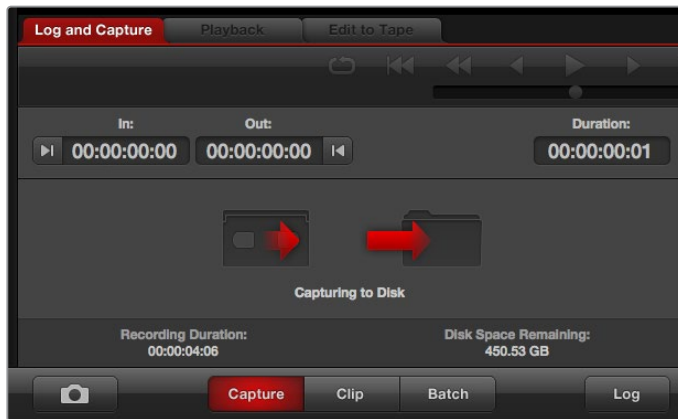 Log and Capture Playback Edit to Tape
In: Out: Duration:
00:00:00:00 00:00:00:00 00:00:00:01
Capturing to Disk
Recording Duration: Disk Space Remaining:
00:00:04:06 450.53 GB
Capture Clip Batch Log